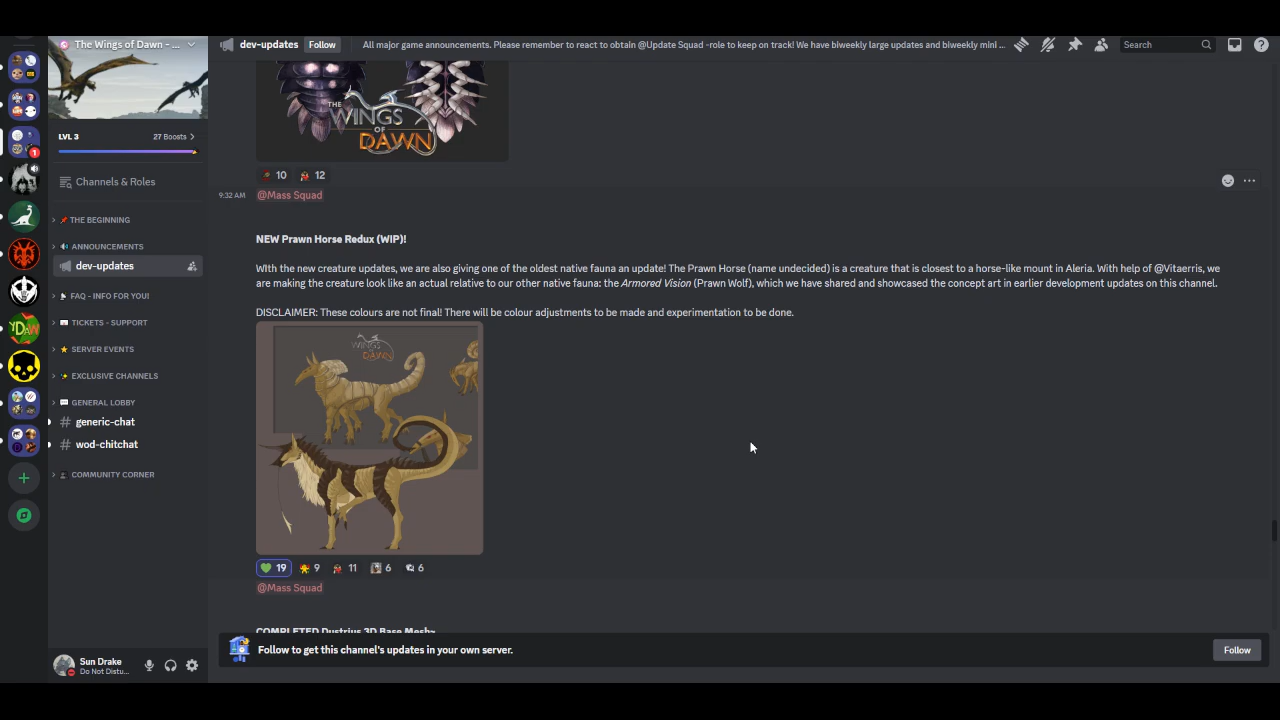 The Wings of Dawn - ...
LVL 3
27 Boosts
Channels & Roles
THE BEGINNING
ANNOUNCEMENTS
dev-updates
FAQ - INFO FOR YOU!
TICKETS - SUPPORT
SERVER EVENTS
EXCLUSIVE CHANNELS
GENERAL LOBBY
generic-chat
wod-chitchat
COMMUNITY CORNER
Sun Drake
Do Not Distu...
1
YDAW
dev-updates
Follow
All major game announcements. Please remember to react to obtain @Update Squad -role to keep on track! We have biweekly large updates and biweekly mini ...
Search
THE
WINGS
OF
DAWN
10
12
9:32 AM
@Mass Squad
NEW Prawn Horse Redux (WIP)!
WIth the new creature updates, we are also giving one of the oldest native fauna an update! The Prawn Horse (name undecided) is a creature that is closest to a horse-like mount in Aleria. With help of @Vitaerris, we
are making the creature look like an actual relative to our other native fauna: the Armored Vision (Prawn Wolf), which we have shared and showcased the concept art in earlier development updates on this channel.
DISCLAIMER: These colours are not final! There will be colour adjustments to be made and experimentation to be done.
WINGS
OF
DAWN
19
9
11
6
6
@Mass Squad
COMPLETED Dustrius 3D Base Mesh~
Follow to get this channel's updates in your own server.
Follow